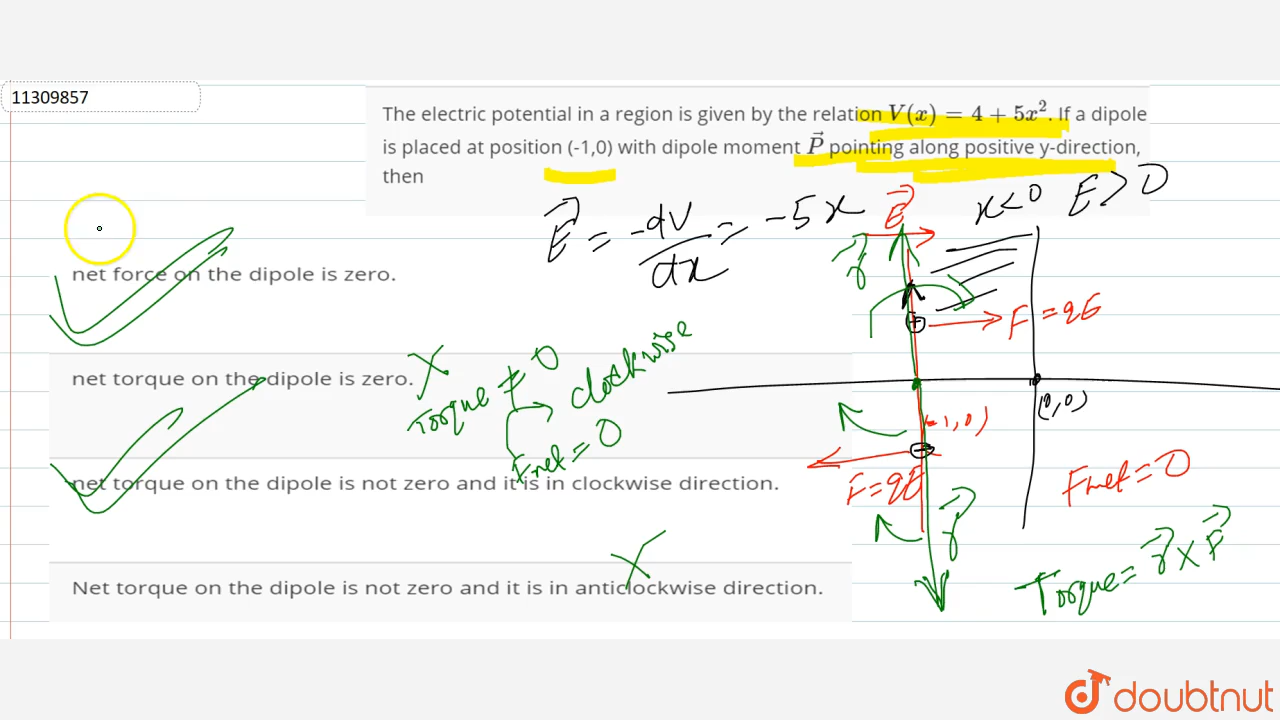 11309857
The electric potential in a region is given by the relation V(x) = 4 + 5x². If a dipole
is placed at position (-1,0) with dipole moment P⃗ pointing along positive y-direction,
then
E⃗ = -dV/dx = -5x
E⃗
x<0 E>0
r⃗
net force on the dipole is zero.
F = qE
net torque on the dipole is zero. X
Torque ≠ 0
clockwise
Fnet = 0
(0,0)
(-1,0)
+
−
F = qE
Fnet = 0
net torque on the dipole is not zero and it is in clockwise direction.
r⃗
Torque = r⃗ × F⃗
X
Net torque on the dipole is not zero and it is in anticlockwise direction.
doubtnut